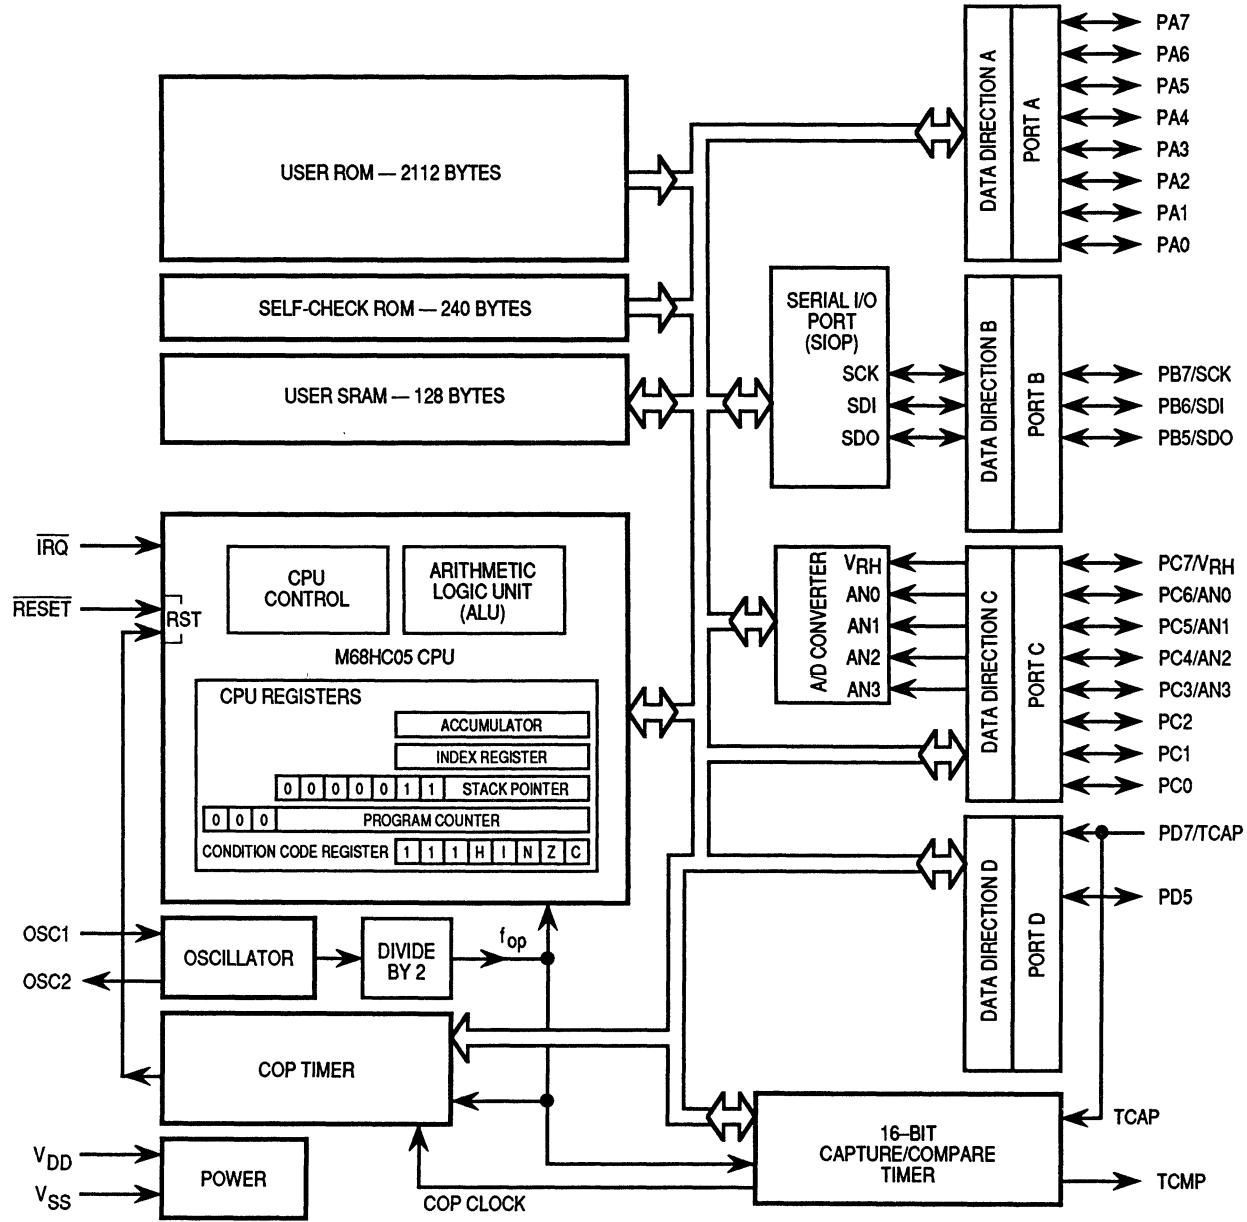 USER ROM — 2112 BYTES
SELF-CHECK ROM — 240 BYTES
USER SRAM — 128 BYTES
IRQ
RESET
RST
CPU
CONTROL
ARITHMETIC
LOGIC UNIT
(ALU)
M68HC05 CPU
CPU REGISTERS
ACCUMULATOR
INDEX REGISTER
0 0 0 0 0 1 1 STACK POINTER
0 0 0 PROGRAM COUNTER
CONDITION CODE REGISTER 1 1 1 H I N Z C
OSC1
OSC2
OSCILLATOR
DIVIDE
BY 2
fop
COP TIMER
VDD
VSS
POWER
COP CLOCK
DATA DIRECTION A
PORT A
PA7
PA6
PA5
PA4
PA3
PA2
PA1
PA0
SERIAL I/O
PORT
(SIOP)
SCK
SDI
SDO
DATA DIRECTION B
PORT B
PB7/SCK
PB6/SDI
PB5/SDO
A/D CONVERTER
VRH
AN0
AN1
AN2
AN3
DATA DIRECTION C
PORT C
PC7/VRH
PC6/AN0
PC5/AN1
PC4/AN2
PC3/AN3
PC2
PC1
PC0
DATA DIRECTION D
PORT D
PD7/TCAP
PD5
16–BIT
CAPTURE/COMPARE
TIMER
TCAP
TCMP